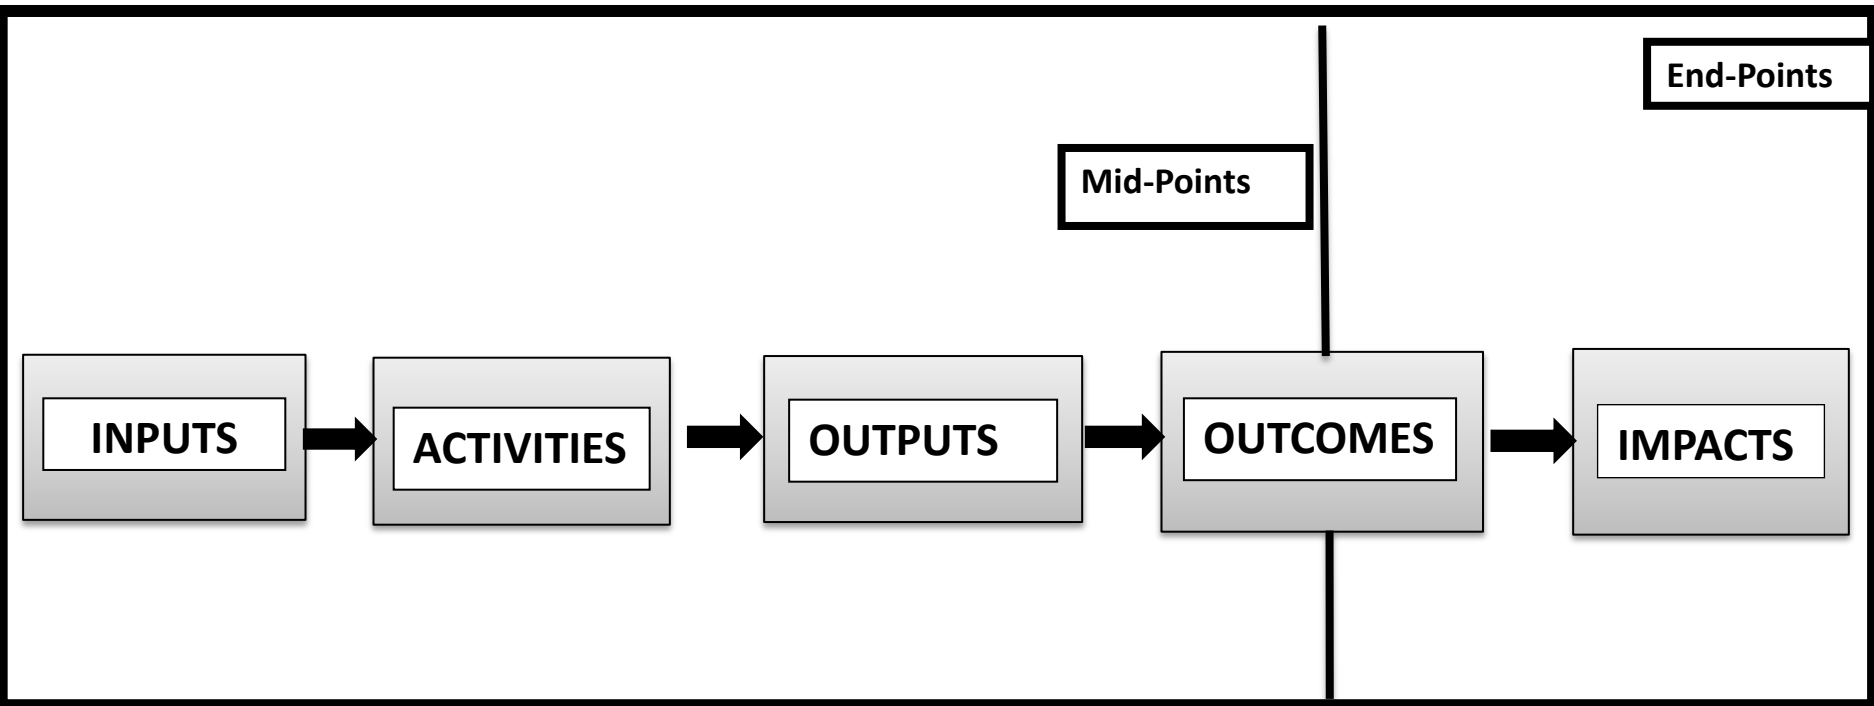 End-Points
Mid-Points
INPUTS
ACTIVITIES
OUTPUTS
OUTCOMES
IMPACTS